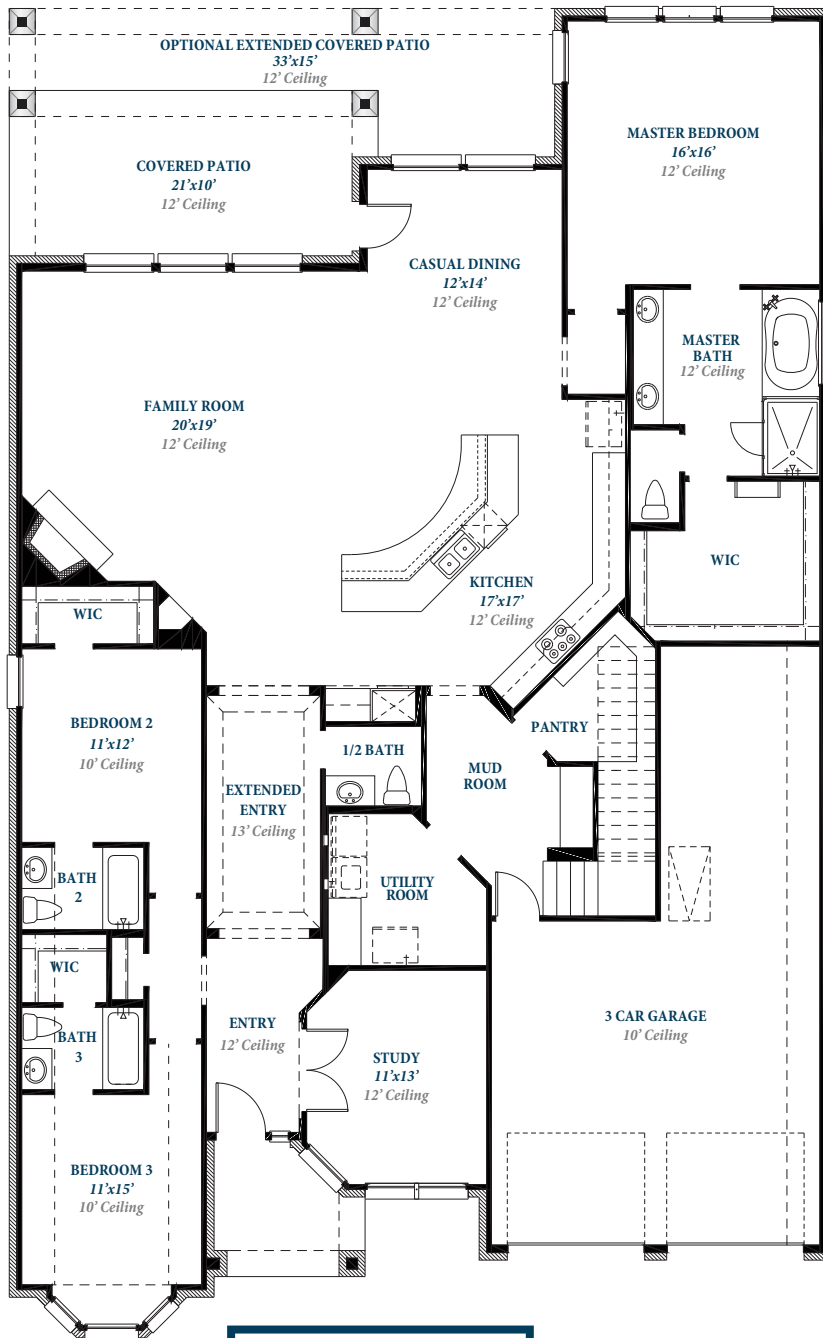 OPTIONAL EXTENDED COVERED PATIO
33’x15’
12’ Ceiling
MASTER BEDROOM
16’x16’
12’ Ceiling
COVERED PATIO
21’x10’
12’ Ceiling
CASUAL DINING
12’x14’
12’ Ceiling
MASTER
BATH
12’ Ceiling
FAMILY ROOM
20’x19’
12’ Ceiling
WIC
KITCHEN
17’x17’
12’ Ceiling
WIC
BEDROOM 2
11’x12’
10’ Ceiling
EXTENDED
ENTRY
13’ Ceiling
1/2 BATH
MUD
ROOM
PANTRY
BATH
2
UTILITY
ROOM
WIC
BATH
3
ENTRY
12’ Ceiling
STUDY
11’x13’
12’ Ceiling
3 CAR GARAGE
10’ Ceiling
BEDROOM 3
11’x15’
10’ Ceiling